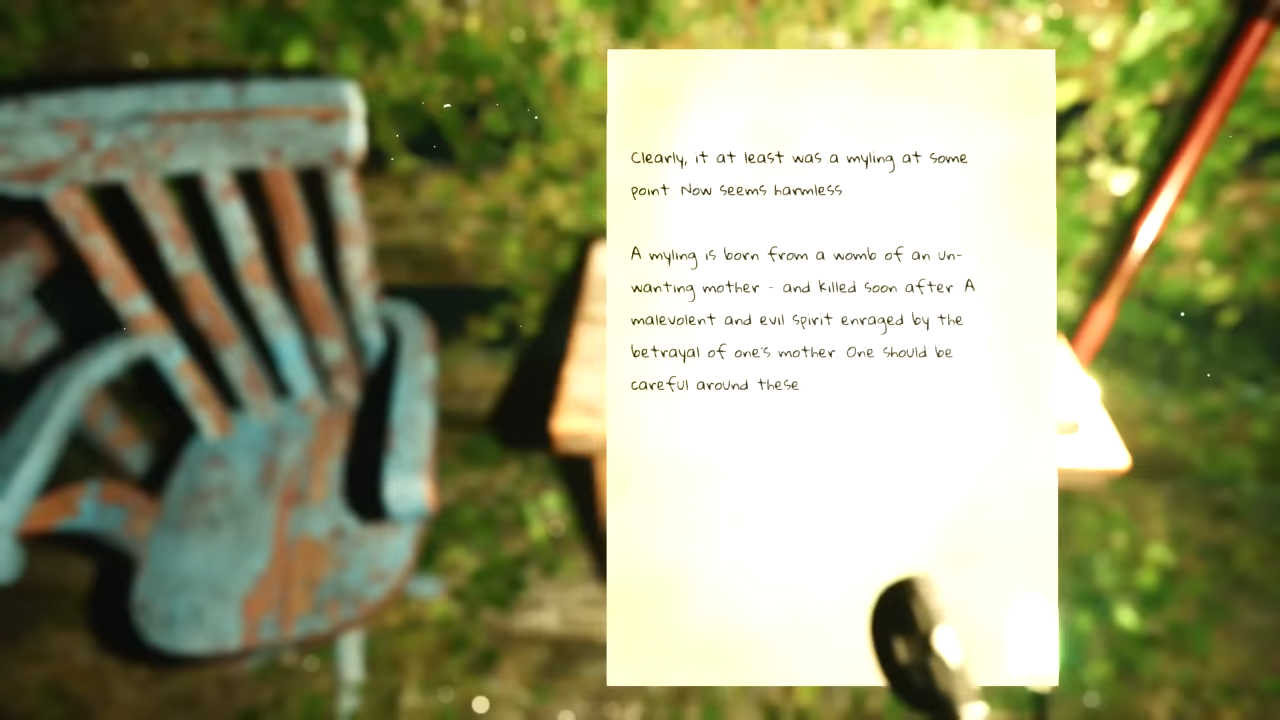 Clearly, it at least was a myling at some
point Now seems harmless.
A myling is born from a womb of an un-
wanting mother - and killed soon after A
malevolent and evil spirit enraged by the
betrayal of one's mother One should be
careful around these